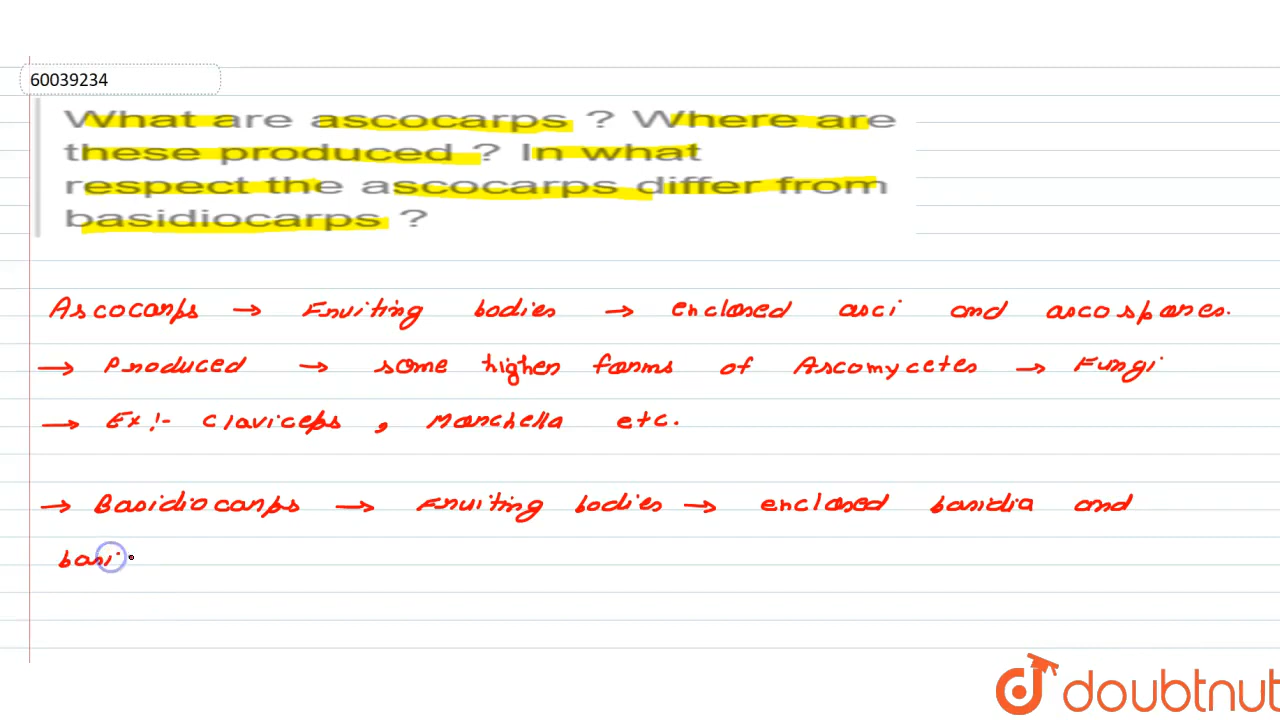 60039234
What are ascocarps ? Where are
these produced ? In what
respect the ascocarps differ from
basidiocarps ?
Ascocarps → Fruiting bodies → enclosed asci and ascospores.
→ Produced → some higher forms of Ascomycetes → Fungi
→ Ex:- Claviceps , Morchella etc.
→ Basidiocarps → Fruiting bodies → enclosed basidia and
basi
doubtnut